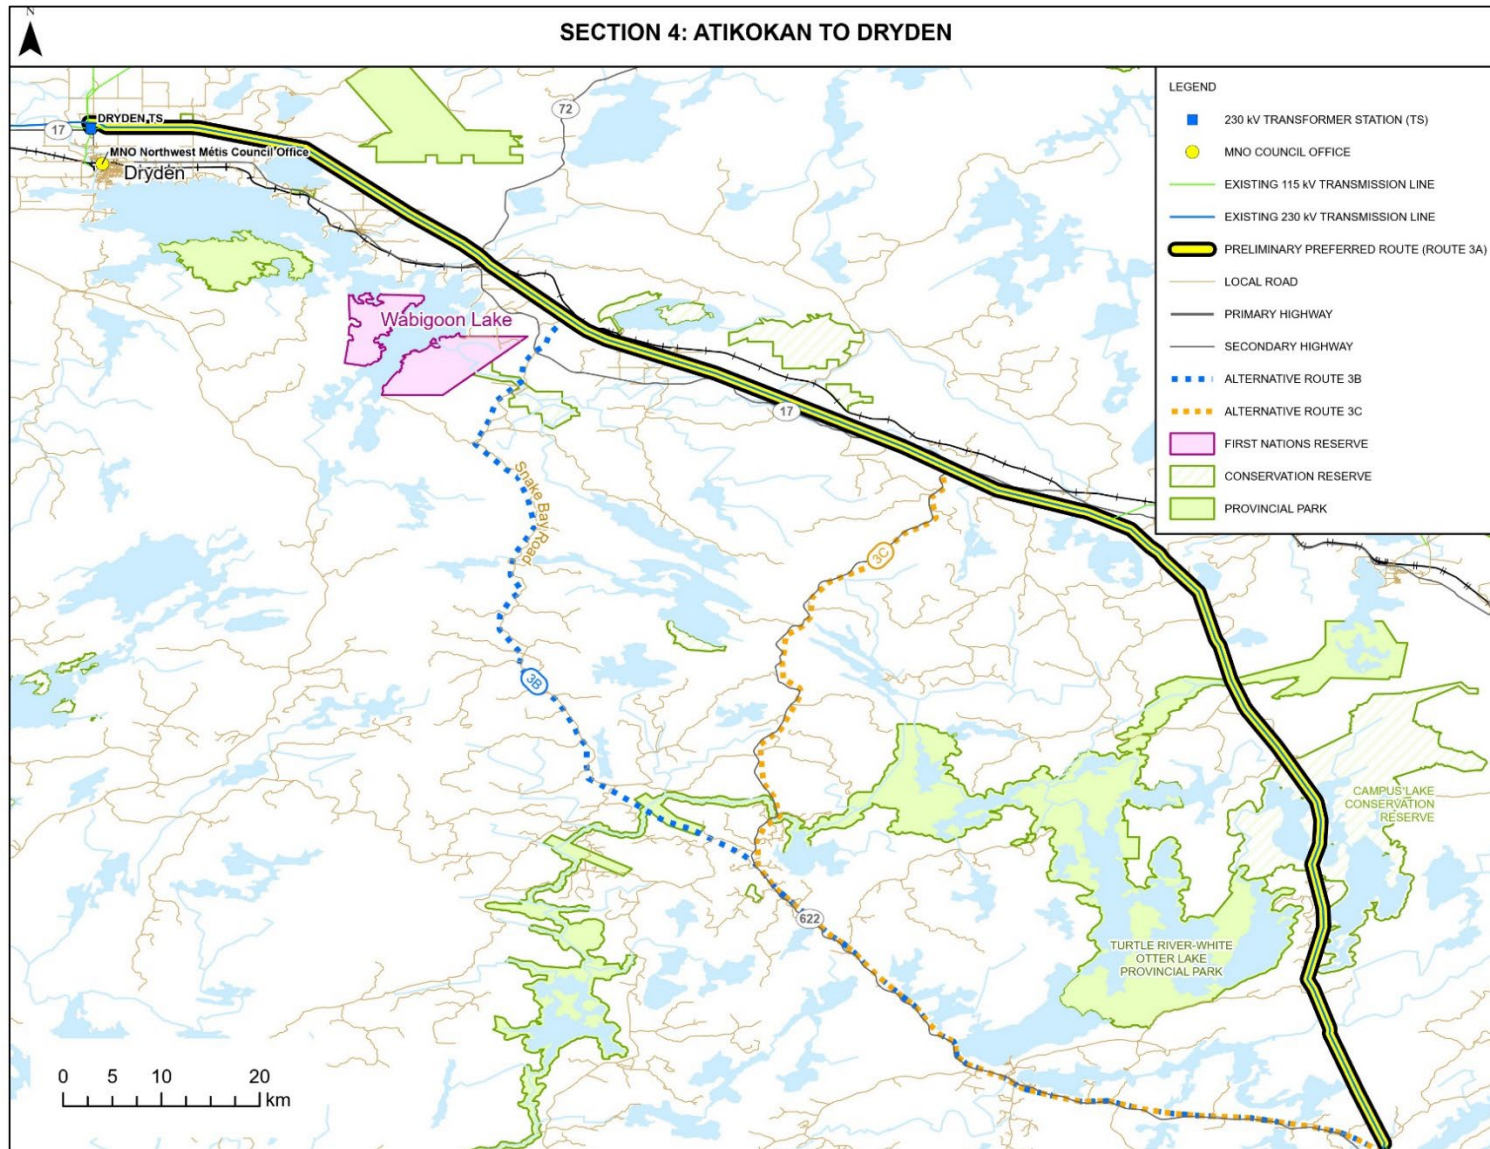 N
SECTION 4: ATIKOKAN TO DRYDEN
LEGEND
230 kV TRANSFORMER STATION (TS)
MNO COUNCIL OFFICE
EXISTING 115 kV TRANSMISSION LINE
EXISTING 230 kV TRANSMISSION LINE
PRELIMINARY PREFERRED ROUTE (ROUTE 3A)
LOCAL ROAD
PRIMARY HIGHWAY
SECONDARY HIGHWAY
ALTERNATIVE ROUTE 3B
ALTERNATIVE ROUTE 3C
FIRST NATIONS RESERVE
CONSERVATION RESERVE
PROVINCIAL PARK
72
DRYDEN TS
17
MNO Northwest Métis Council Office
Dryden
Wabigoon Lake
17
Snake Bay Road
3C
3B
CAMPUS LAKE
CONSERVATION
RESERVE
622
TURTLE RIVER-WHITE
OTTER LAKE
PROVINCIAL PARK
0 5 10 20
km